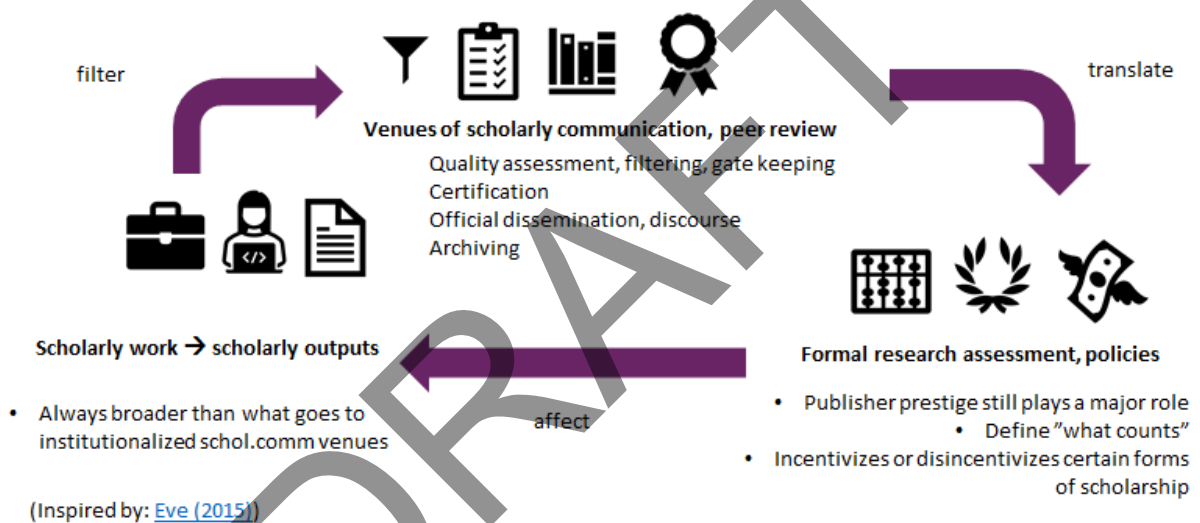 filter
translate
Venues of scholarly communication, peer review
Quality assessment, filtering, gate keeping
Certification
Official dissemination, discourse
Archiving
</>
Scholarly work → scholarly outputs
• Always broader than what goes to
institutionalized schol.comm venues
(Inspired by: Eve (2015))
affect
Formal research assessment, policies
• Publisher prestige still plays a major role
• Define ”what counts”
• Incentivizes or disincentivizes certain forms
of scholarship
DRAFT